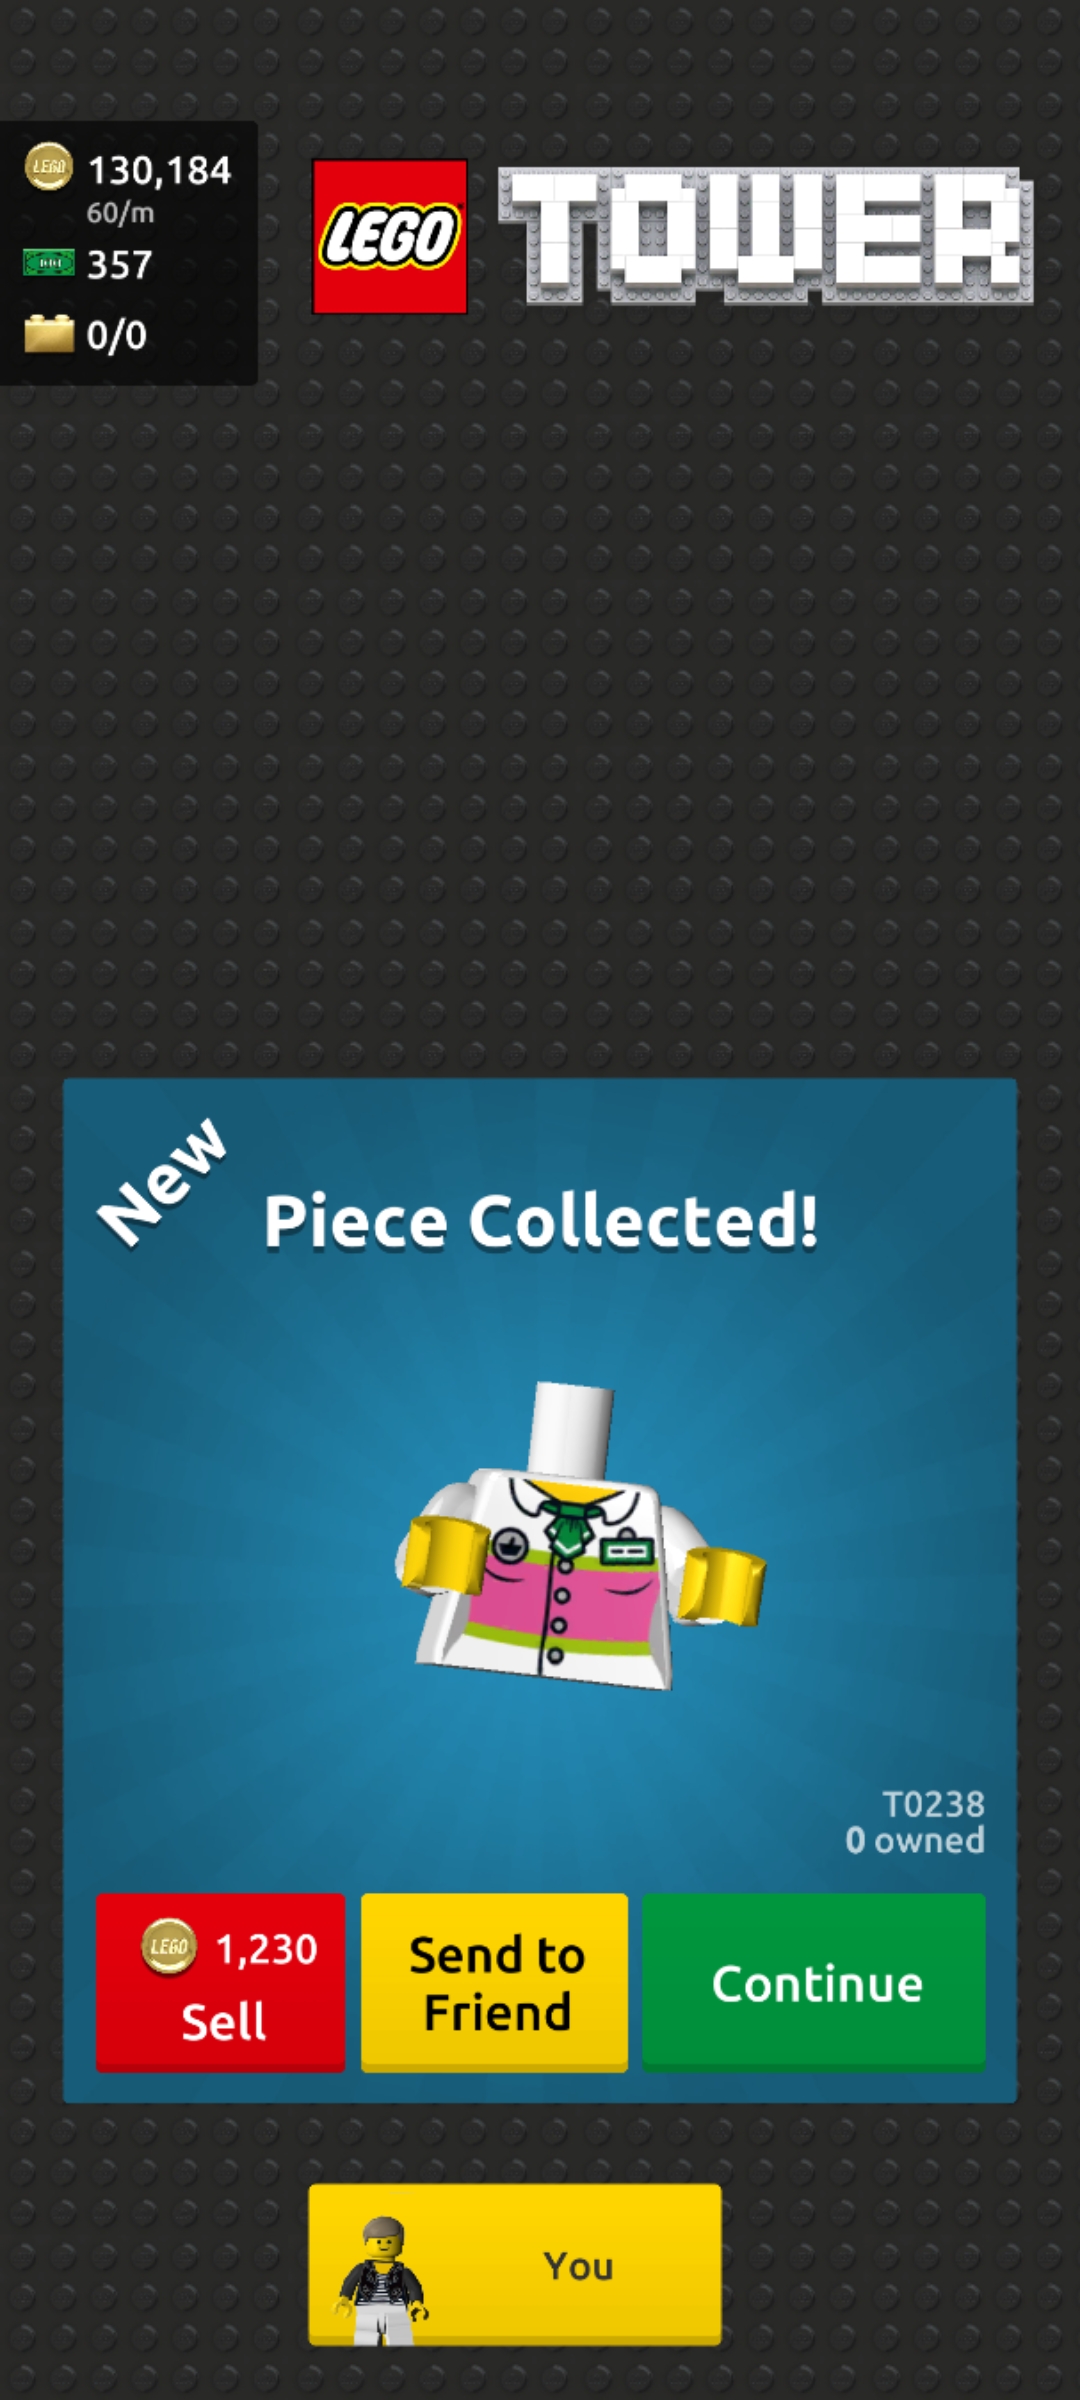 LEGO 130,184
60/m
357
0/0
LEGO TOWER
New
Piece Collected!
T0238
0 owned
LEGO 1,230
Sell
Send to
Friend
Continue
You